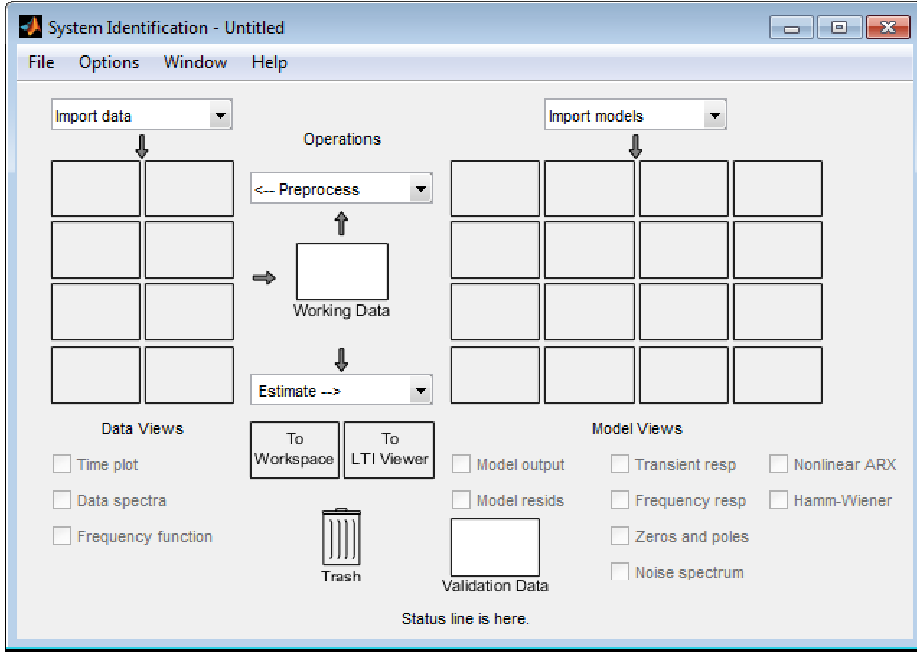 System Identification - Untitled
File Options Window Help
Import data
Import models
Operations
<-- Preprocess
Working Data
Estimate -->
Data Views
Model Views
To Workspace
To LTI Viewer
Time plot
Data spectra
Frequency function
Model output
Model resids
Transient resp
Frequency resp
Zeros and poles
Noise spectrum
Nonlinear ARX
Hamm-Wiener
Trash
Validation Data
Status line is here.